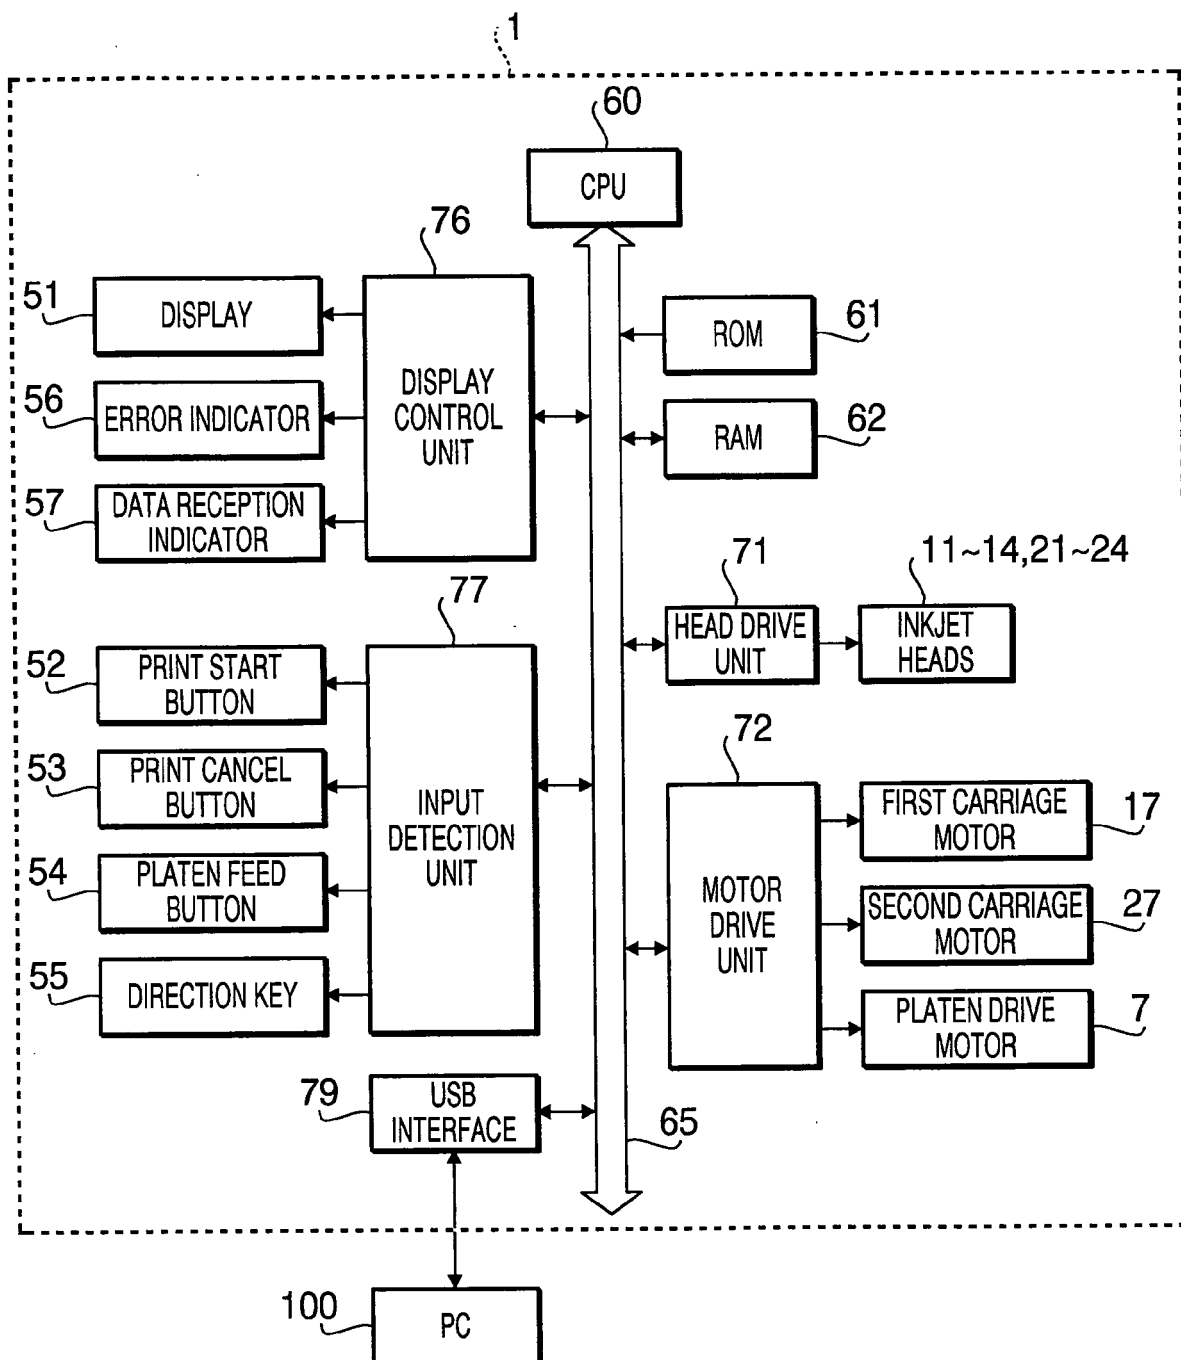 1
60
CPU
76
51
DISPLAY
ROM
61
56
ERROR INDICATOR
DISPLAY
CONTROL
UNIT
RAM
62
57
DATA RECEPTION
INDICATOR
71
11~14,21~24
77
HEAD DRIVE
UNIT
INKJET
HEADS
52
PRINT START
BUTTON
72
53
PRINT CANCEL
BUTTON
INPUT
DETECTION
UNIT
FIRST CARRIAGE
MOTOR
17
54
PLATEN FEED
BUTTON
MOTOR
DRIVE
UNIT
SECOND CARRIAGE
MOTOR
27
55
DIRECTION KEY
PLATEN DRIVE
MOTOR
7
79
USB
INTERFACE
65
100
PC